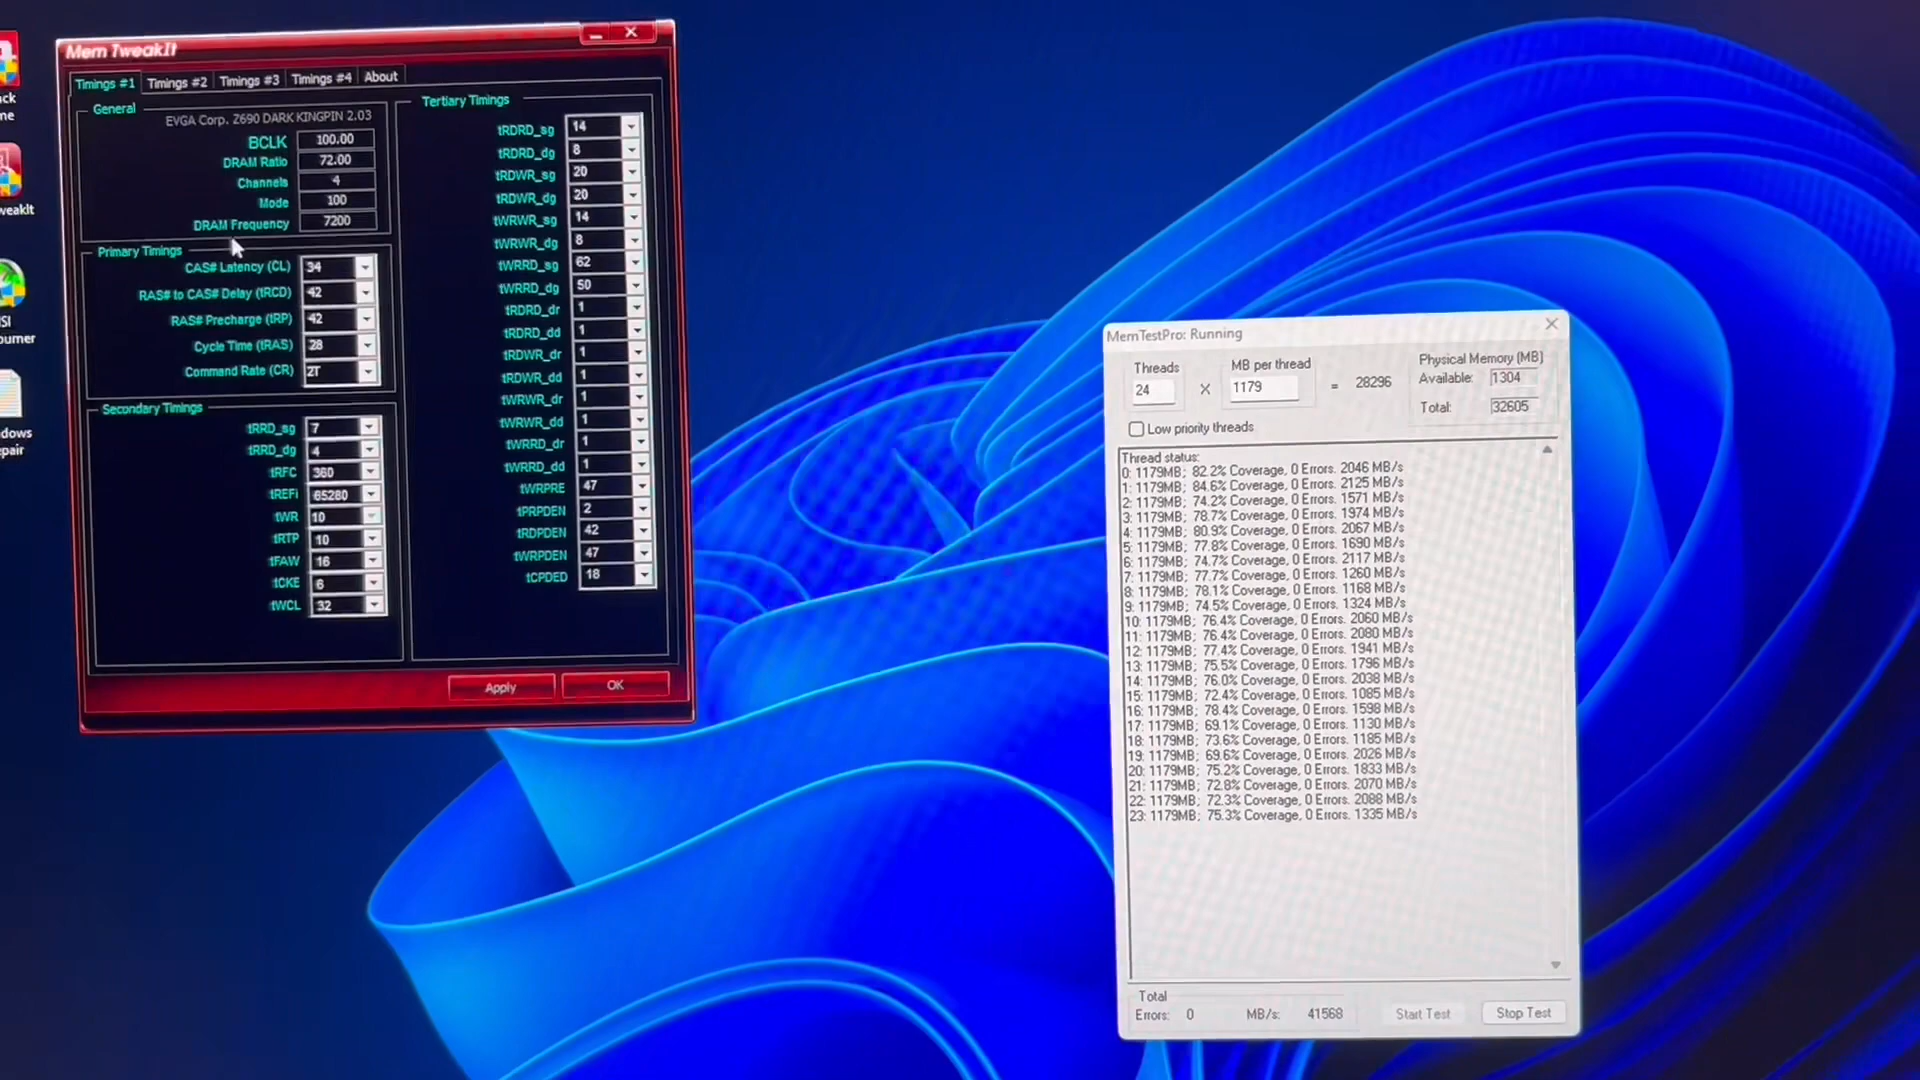 ck
me
Tweaklt
SI
urner
dows
epair
Mem TweakIt
Timings #1 Timings #2 Timings #3 Timings #4 About
General
EVGA Corp. Z690 DARK KINGPIN 2.03
BCLK 100.00
DRAM Ratio 72.00
Channels 4
Mode 100
DRAM Frequency 7200
Primary Timings
CAS# Latency (CL) 34
RAS# to CAS# Delay (tRCD) 42
RAS# Precharge (tRP) 42
Cycle Time (tRAS) 28
Command Rate (CR) 2T
Secondary Timings
tRRD_sg 7
tRRD_dg 4
tRFC 360
tREFi 65280
tWR 10
tRTP 10
tFAW 16
tCKE 6
tWCL 32
Tertiary Timings
tRDRD_sg 14
tRDRD_dg 8
tRDWR_sg 20
tRDWR_dg 20
tWRWR_sg 14
tWRWR_dg 8
tWRRD_sg 62
tWRRD_dg 50
tRDRD_dr 1
tRDRD_dd 1
tRDWR_dr 1
tRDWR_dd 1
tWRWR_dr 1
tWRWR_dd 1
tWRRD_dr 1
tWRRD_dd 1
tWRPRE 47
tPRPDEN 2
tRDPDEN 42
tWRPDEN 47
tCPDED 18
Apply OK
MemTestPro: Running
Threads MB per thread Physical Memory (MB)
24 X 1179 = 28296 Available: 1304
Total: 32605
Low priority threads
Thread status:
0: 1179MB; 82.2% Coverage, 0 Errors. 2046 MB/s
1: 1179MB; 84.6% Coverage, 0 Errors. 2125 MB/s
2: 1179MB; 74.2% Coverage, 0 Errors. 1571 MB/s
3: 1179MB; 78.7% Coverage, 0 Errors. 1974 MB/s
4: 1179MB; 80.9% Coverage, 0 Errors. 2067 MB/s
5: 1179MB; 77.8% Coverage, 0 Errors. 1690 MB/s
6: 1179MB; 74.7% Coverage, 0 Errors. 2117 MB/s
7: 1179MB; 77.7% Coverage, 0 Errors. 1260 MB/s
8: 1179MB; 78.1% Coverage, 0 Errors. 1168 MB/s
9: 1179MB; 74.5% Coverage, 0 Errors. 1324 MB/s
10: 1179MB; 76.4% Coverage, 0 Errors. 2060 MB/s
11: 1179MB; 76.4% Coverage, 0 Errors. 2080 MB/s
12: 1179MB; 77.4% Coverage, 0 Errors. 1941 MB/s
13: 1179MB; 75.5% Coverage, 0 Errors. 1796 MB/s
14: 1179MB; 76.0% Coverage, 0 Errors. 2038 MB/s
15: 1179MB; 72.4% Coverage, 0 Errors. 1085 MB/s
16: 1179MB; 78.4% Coverage, 0 Errors. 1598 MB/s
17: 1179MB; 69.1% Coverage, 0 Errors. 1130 MB/s
18: 1179MB; 73.6% Coverage, 0 Errors. 1185 MB/s
19: 1179MB; 69.6% Coverage, 0 Errors. 2026 MB/s
20: 1179MB; 75.2% Coverage, 0 Errors. 1833 MB/s
21: 1179MB; 72.8% Coverage, 0 Errors. 2070 MB/s
22: 1179MB; 72.3% Coverage, 0 Errors. 2088 MB/s
23: 1179MB; 75.3% Coverage, 0 Errors. 1335 MB/s
Total
Errors: 0 MB/s: 41568 Start Test Stop Test